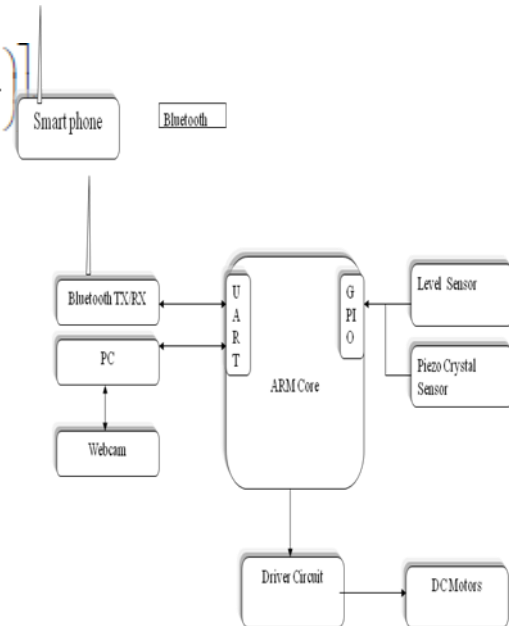 Smart phone
Bluetooth
Bluetooth TX/RX
U
A
R
T
G
PI
O
Level Sensor
PC
ARM Core
Piezo Crystal
Sensor
Webcam
Driver Circuit
DC Motors